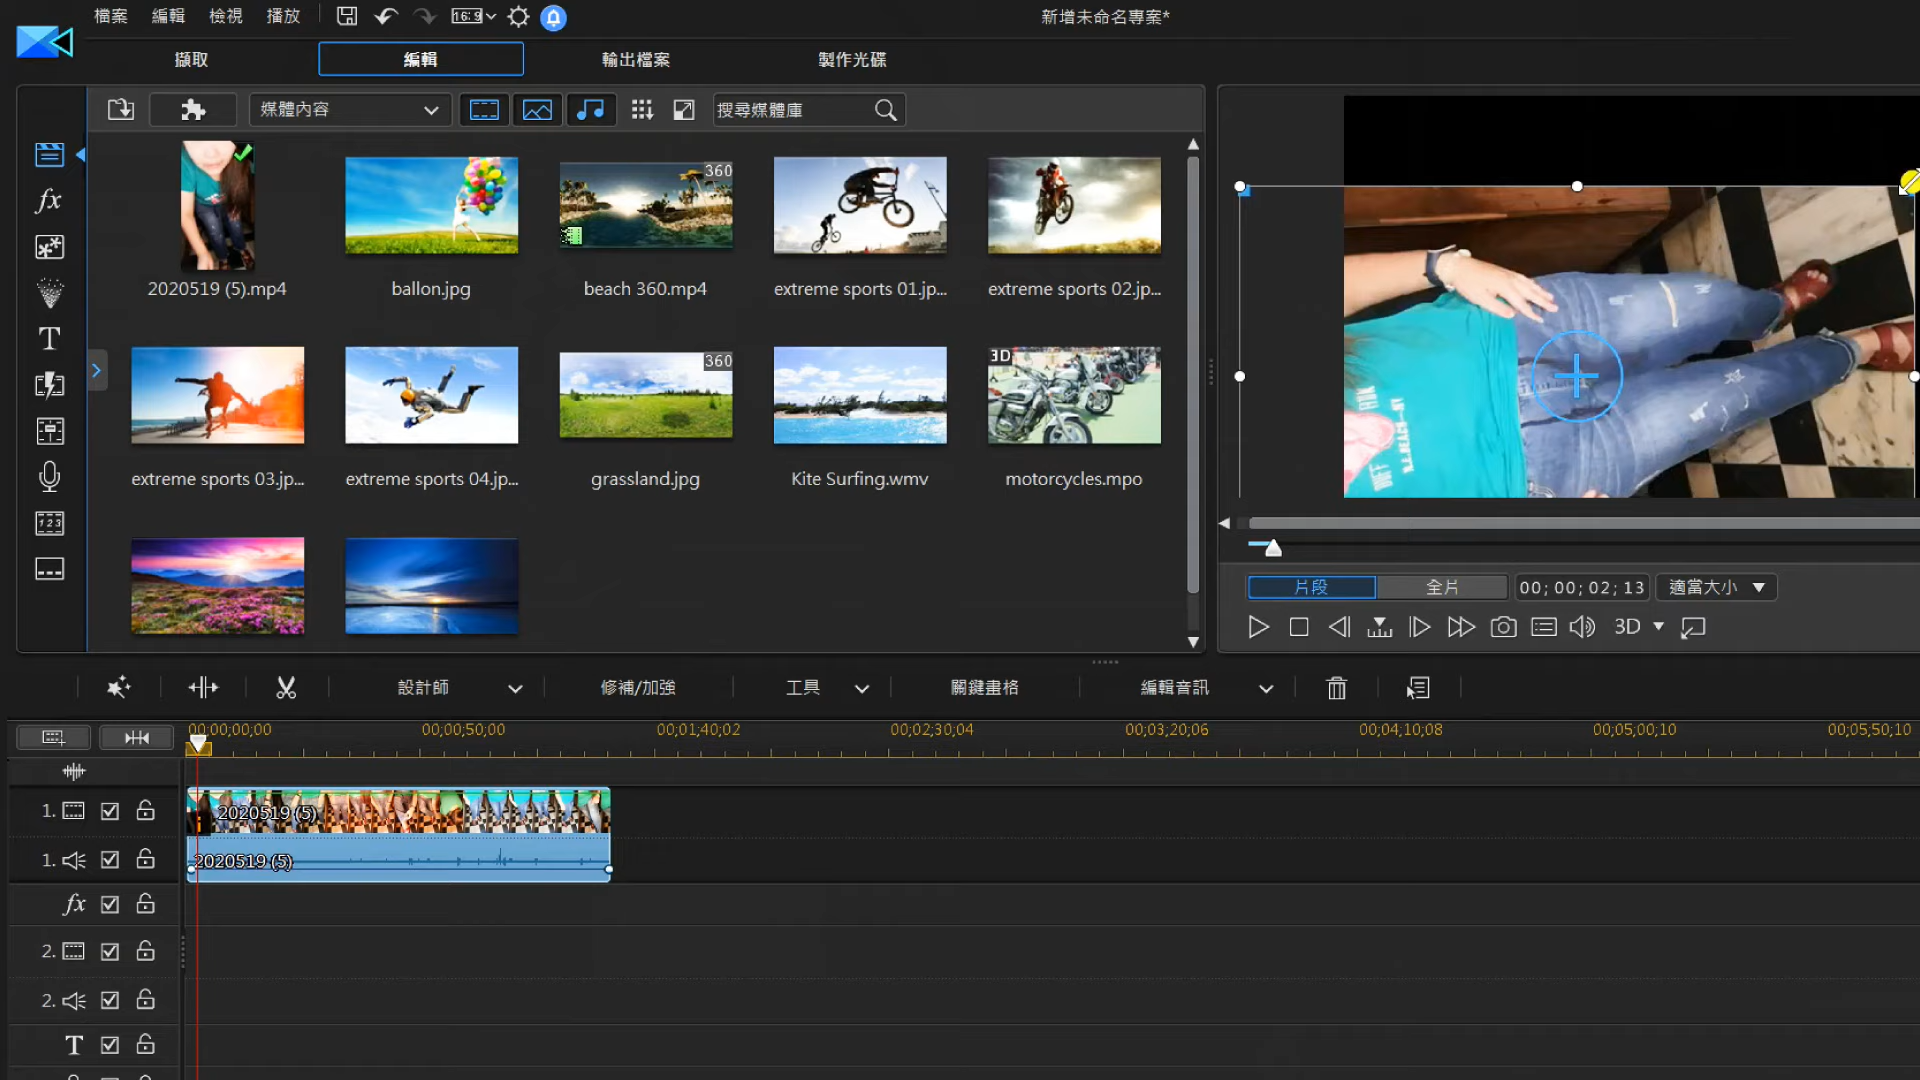 檔案 編輯 檢視 播放 16:9 新增未命名專案*
擷取 編輯 輸出檔案 製作光碟
媒體內容 搜尋媒體庫
360
2020519 (5).mp4 ballon.jpg beach 360.mp4 extreme sports 01.jp... extreme sports 02.jp...
fx
T
360 3D
extreme sports 03.jp... extreme sports 04.jp... grassland.jpg Kite Surfing.wmv motorcycles.mpo
1 2 3
片段 全片 00; 00; 02; 13 適當大小
3D
設計師 修補/加強 工具 關鍵畫格 編輯音訊
00;00;00;00 00;00;50;00 00;01;40;02 00;02;30;04 00;03;20;06 00;04;10;08 00;05;00;10 00;05;50;10
1. 2020519 (5)
1. 2020519 (5)
fx
2.
2.
T